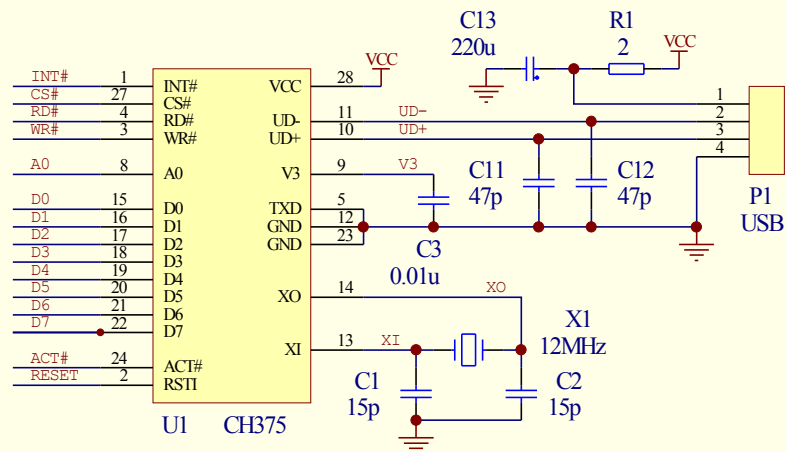 C13 R1
220u VCC 2 VCC
INT# 1 INT# VCC 28 1
CS# 27 CS# 2
RD# 4 RD# UD- 11 UD- 3
WR# 3 WR# UD+ 10 UD+ 4
A0 8 A0 V3 9 V3 C11 C12
47p 47p P1
D0 15 D0 TXD 5 USB
D1 16 D1 GND 12
D2 17 D2 GND 23
D3 18 D3 C3
D4 19 D4 0.01u
D5 20 D5 XO 14 XO
D6 21 D6 X1
D7 22 D7 XI 13 XI 12MHz
ACT# 24 ACT# C1 C2
RESET 2 RSTI 15p 15p
U1 CH375